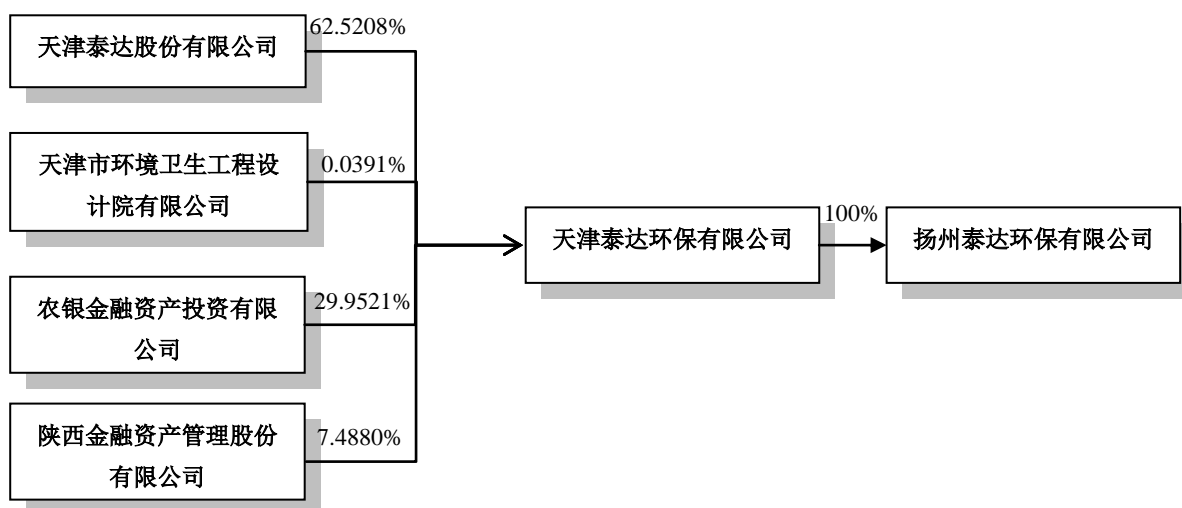 天津泰达股份有限公司
62.5208%
天津市环境卫生工程设
计院有限公司
0.0391%
农银金融资产投资有限
公司
29.9521%
陕西金融资产管理股份
有限公司
7.4880%
天津泰达环保有限公司
100%
扬州泰达环保有限公司